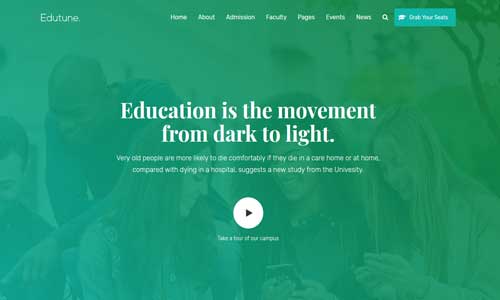 Edutune.
Home About Admission Faculty Pages Events News Grab Your Seats
Education is the movement
from dark to light.
Very old people are more likely to die comfortably if they die in a care home or at home,
compared with dying in a hospital, suggests a new study from the Univesity.
Take a tour of our campus